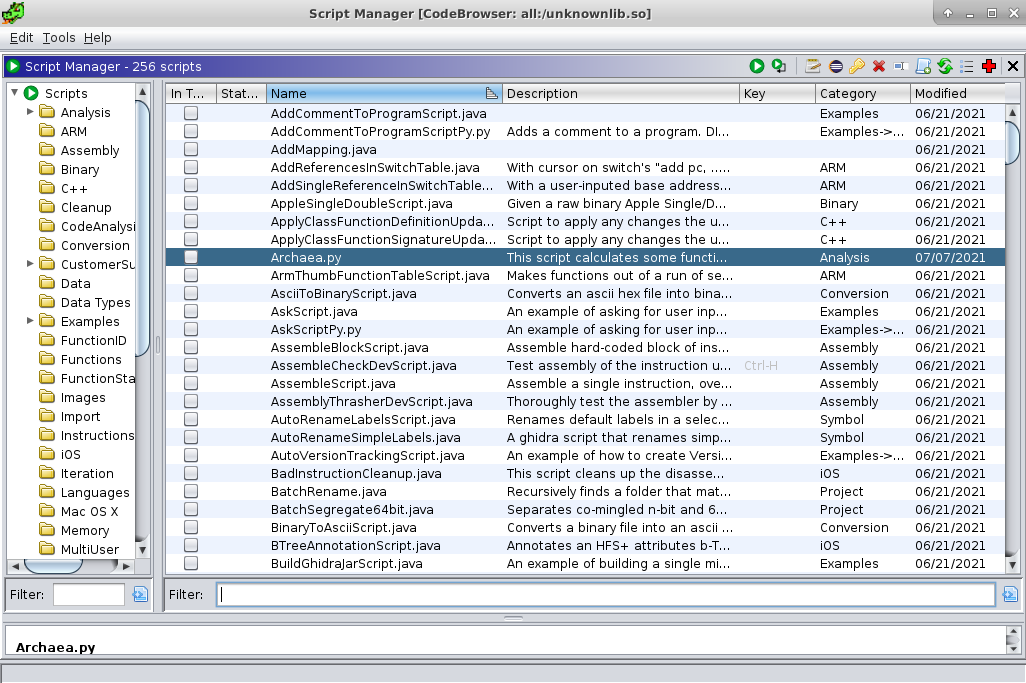 Script Manager [CodeBrowser: all:/unknownlib.so]
Edit Tools Help
Script Manager - 256 scripts
Scripts
Analysis
ARM
Assembly
Binary
C++
Cleanup
CodeAnalysi
Conversion
CustomerSu
Data
Data Types
Examples
FunctionID
Functions
FunctionSta
Images
Import
Instructions
iOS
Iteration
Languages
Mac OS X
Memory
MultiUser
Filter:
In T... Stat... Name Description Key Category Modified
AddCommentToProgramScript.java Examples 06/21/2021
AddCommentToProgramScriptPy.py Adds a comment to a program. DI... Examples->... 06/21/2021
AddMapping.java 06/21/2021
AddReferencesInSwitchTable.java With cursor on switch's "add pc, ..... ARM 06/21/2021
AddSingleReferenceInSwitchTable... With a user-inputed base address... ARM 06/21/2021
AppleSingleDoubleScript.java Given a raw binary Apple Single/D... Binary 06/21/2021
ApplyClassFunctionDefinitionUpda... Script to apply any changes the u... C++ 06/21/2021
ApplyClassFunctionSignatureUpda... Script to apply any changes the u... C++ 06/21/2021
Archaea.py This script calculates some functi... Analysis 07/07/2021
ArmThumbFunctionTableScript.java Makes functions out of a run of se... ARM 06/21/2021
AsciiToBinaryScript.java Converts an ascii hex file into bina... Conversion 06/21/2021
AskScript.java An example of asking for user inp... Examples 06/21/2021
AskScriptPy.py An example of asking for user inp... Examples->... 06/21/2021
AssembleBlockScript.java Assemble hard-coded block of ins... Assembly 06/21/2021
AssembleCheckDevScript.java Test assembly of the instruction u... Ctrl-H Assembly 06/21/2021
AssembleScript.java Assemble a single instruction, ove... Assembly 06/21/2021
AssemblyThrasherDevScript.java Thoroughly test the assembler by ... Assembly 06/21/2021
AutoRenameLabelsScript.java Renames default labels in a selec... Symbol 06/21/2021
AutoRenameSimpleLabels.java A ghidra script that renames simp... Symbol 06/21/2021
AutoVersionTrackingScript.java An example of how to create Versi... Examples->... 06/21/2021
BadInstructionCleanup.java This script cleans up the disasse... iOS 06/21/2021
BatchRename.java Recursively finds a folder that mat... Project 06/21/2021
BatchSegregate64bit.java Separates co-mingled n-bit and 6... Project 06/21/2021
BinaryToAsciiScript.java Converts a binary file into an ascii ... Conversion 06/21/2021
BTreeAnnotationScript.java Annotates an HFS+ attributes b-T... iOS 06/21/2021
BuildGhidraJarScript.java An example of building a single mi... Examples 06/21/2021
Filter:
Archaea.py